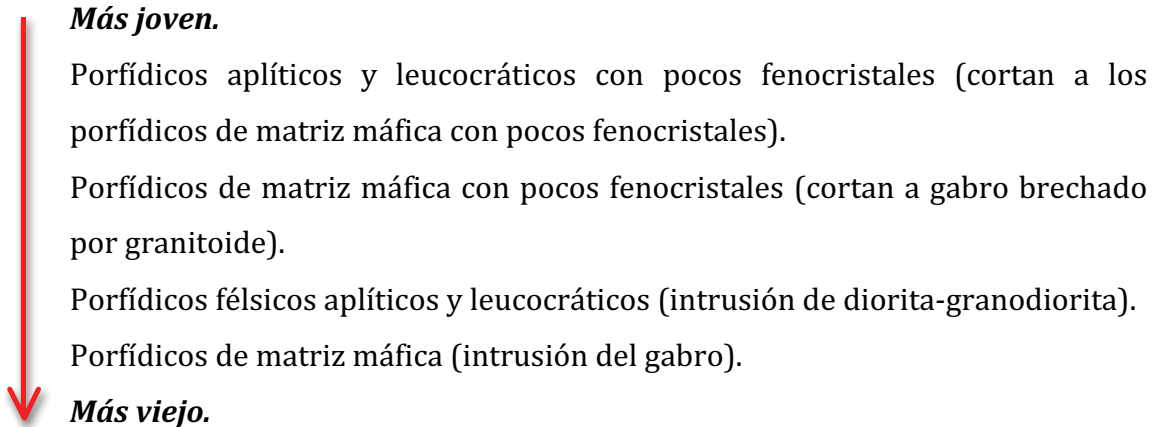 Más joven.
Porfídicos aplíticos y leucocráticos con pocos fenocristales (cortan a los
porfídicos de matriz máfica con pocos fenocristales).
Porfídicos de matriz máfica con pocos fenocristales (cortan a gabro brechado
por granitoide).
Porfídicos félsicos aplíticos y leucocráticos (intrusión de diorita-granodiorita).
Porfídicos de matriz máfica (intrusión del gabro).
Más viejo.